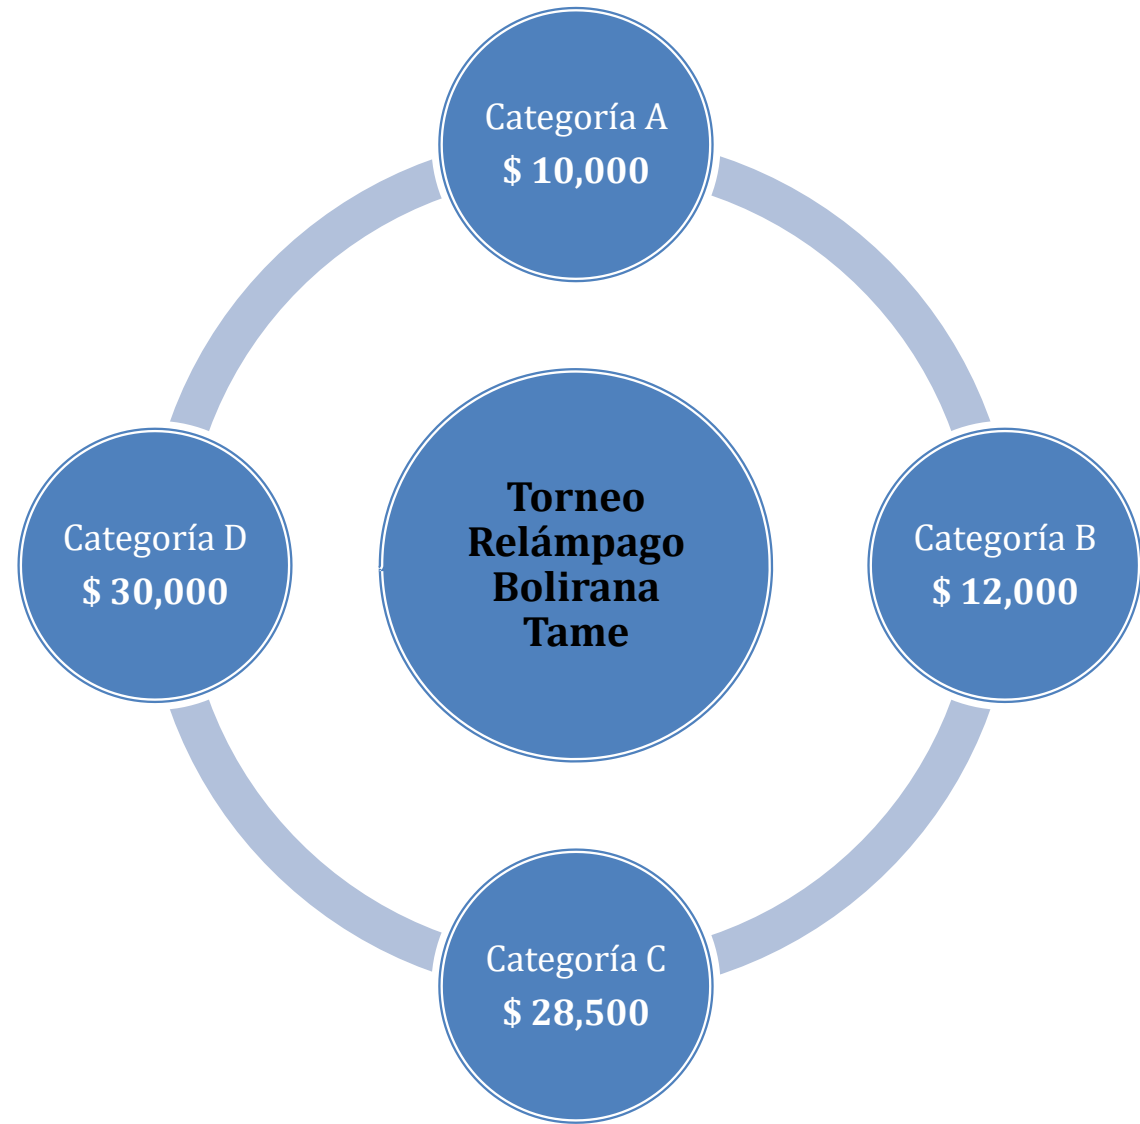 Categoría A
$ 10,000
Categoría D
$ 30,000
Torneo
Relámpago
Bolirana
Tame
Categoría B
$ 12,000
Categoría C
$ 28,500